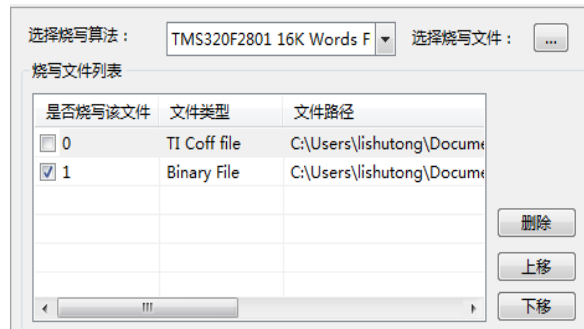 选择烧写算法： TMS320F2801 16K Words F 选择烧写文件： ...
烧写文件列表
是否烧写该文件 文件类型 文件路径
0 TI Coff file C:\Users\lishutong\Docume
1 Binary File C:\Users\lishutong\Docume
删除
上移
下移